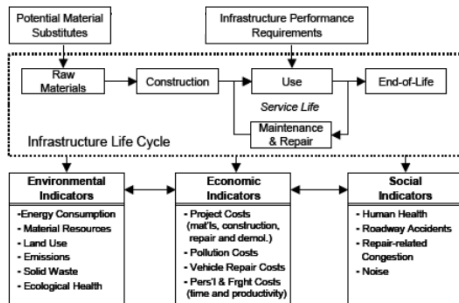 Potential Material
Substitutes
Infrastructure Performance
Requirements
Raw
Materials
Construction
Use
End-of-Life
Service Life
Maintenance
& Repair
Infrastructure Life Cycle
Environmental
Indicators
-Energy Consumption
-Material Resources
-Land Use
-Emissions
-Solid Waste
-Ecological Health
Economic
Indicators
-Project Costs
(mat'ls, construction,
repair and demol.)
-Pollution Costs
-Vehicle Repair Costs
-Pers'l & Frght Costs
(time and productivity)
Social
Indicators
-Human Health
-Roadway Accidents
-Repair-related
Congestion
-Noise